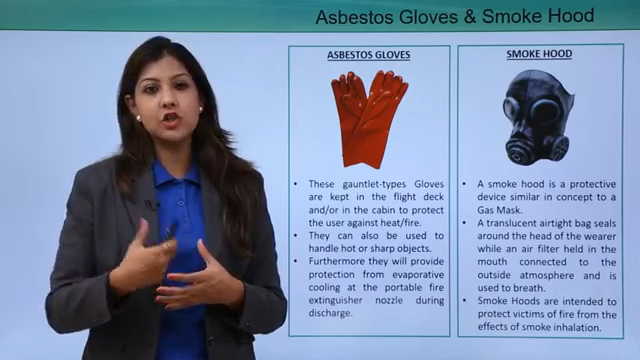 Asbestos Gloves & Smoke Hood
ASBESTOS GLOVES
• These gauntlet-types Gloves
are kept in the flight deck
and/or in the cabin to protect
the user against heat/fire.
• They can also be used to
handle hot or sharp objects.
• Furthermore they will provide
protection from evaporative
cooling at the portable fire
extinguisher nozzle during
discharge.
SMOKE HOOD
• A smoke hood is a protective
device similar in concept to a
Gas Mask.
• A translucent airtight bag seals
around the head of the wearer
while an air filter held in the
mouth connected to the
outside atmosphere and is
used to breath.
• Smoke Hoods are intended to
protect victims of fire from the
effects of smoke inhalation.